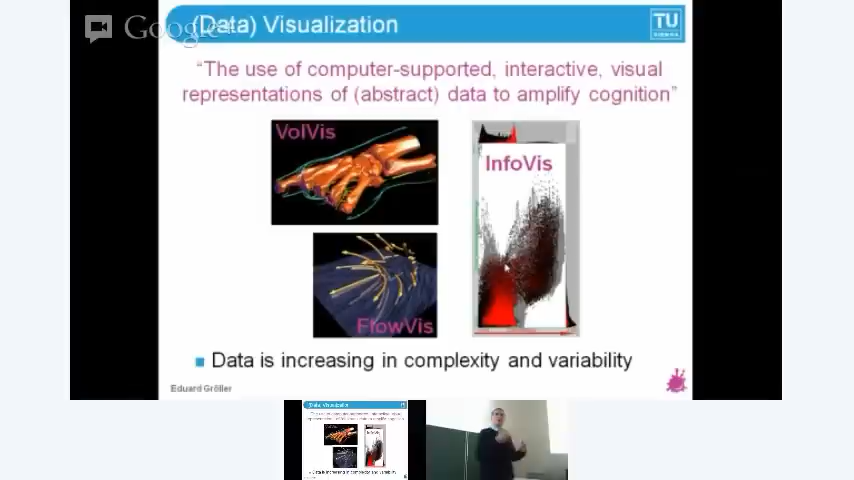 Google+
(Data) Visualization
TU
"The use of computer-supported, interactive, visual
representations of (abstract) data to amplify cognition"
VolVis
InfoVis
FlowVis
Data is increasing in complexity and variability
Eduard Gröller